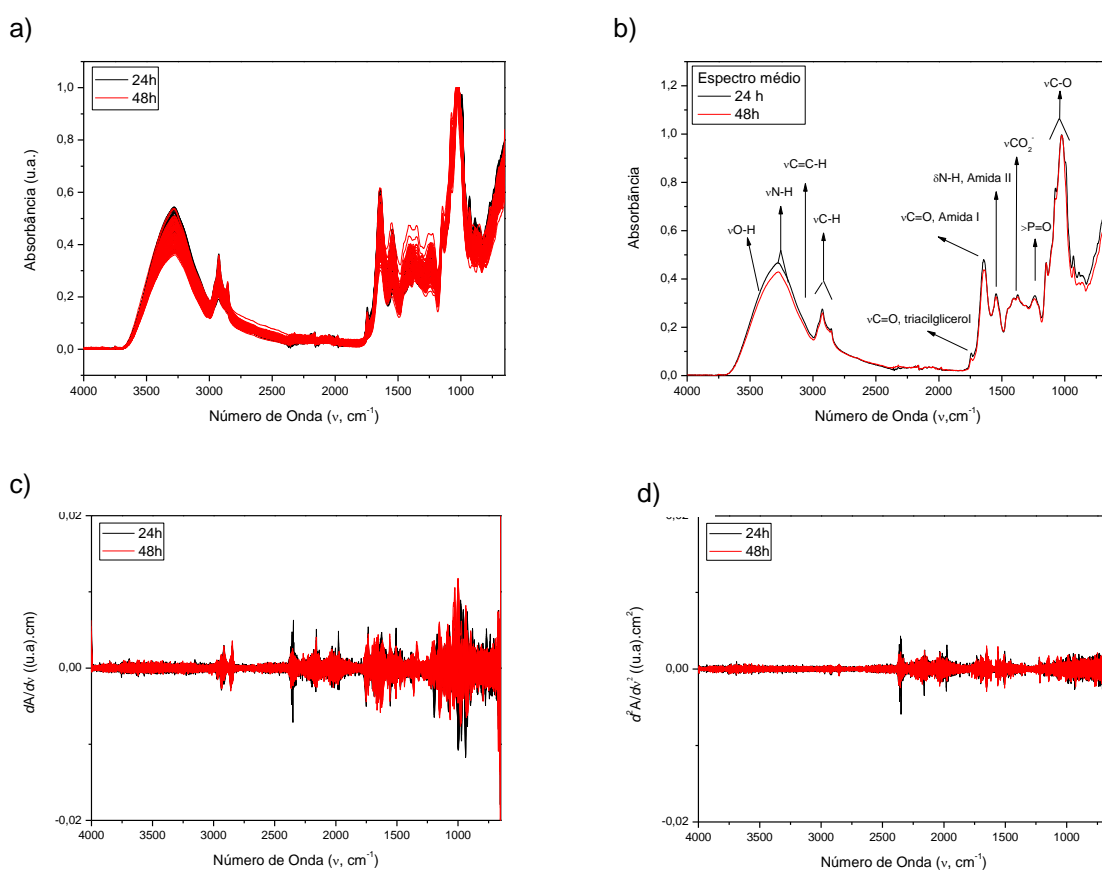 a)
24h
48h
1,0
0,8
0,6
0,4
0,2
0,0
Absorbância (u.a.)
4000 3500 3000 2500 2000 1500 1000
Número de Onda (ν, cm⁻¹)
b)
Espectro médio
24 h
48h
1,2
1,0
0,8
0,6
0,4
0,2
0,0
Absorbância
νC-O
νCO₂⁻
νC=C-H
δN-H, Amida II
νN-H
νC-H
νC=O, Amida I
>P=O
νO-H
νC=O, triacilglicerol
4000 3500 3000 2500 2000 1500 1000
Número de Onda (ν,cm⁻¹)
c)
0,02
24h
48h
0,00
-0,02
dA/dν ((u.a).cm)
4000 3500 3000 2500 2000 1500 1000
Número de Onda (ν, cm⁻¹)
d)
24h
48h
0,00
-0,02
d²A/dν² ((u.a).cm²)
4000 3500 3000 2500 2000 1500 1000
Número de Onda (ν, cm⁻¹)